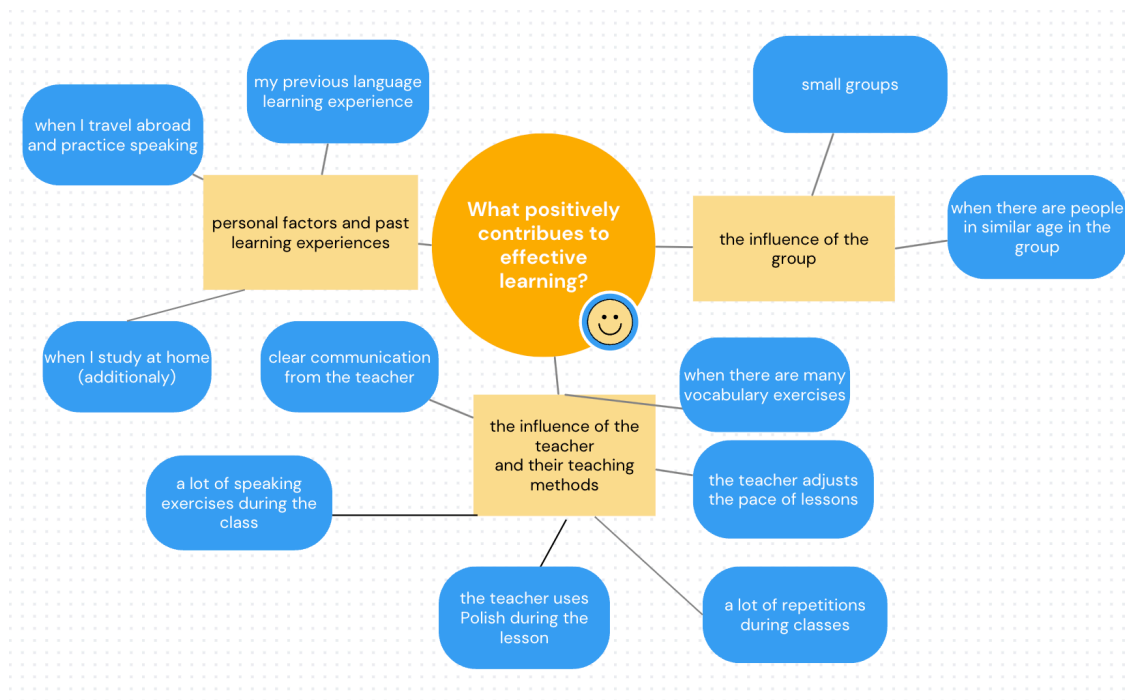 my previous language
learning experience
small groups
when I travel abroad
and practice speaking
What positively
contribues to
effective
learning?
personal factors and past
learning experiences
the influence of the
group
when there are people
in similar age in the
group
when I study at home
(additionaly)
clear communication
from the teacher
when there are many
vocabulary exercises
the influence of the
teacher
and their teaching
methods
a lot of speaking
exercises during the
class
the teacher adjusts
the pace of lessons
the teacher uses
Polish during the
lesson
a lot of repetitions
during classes